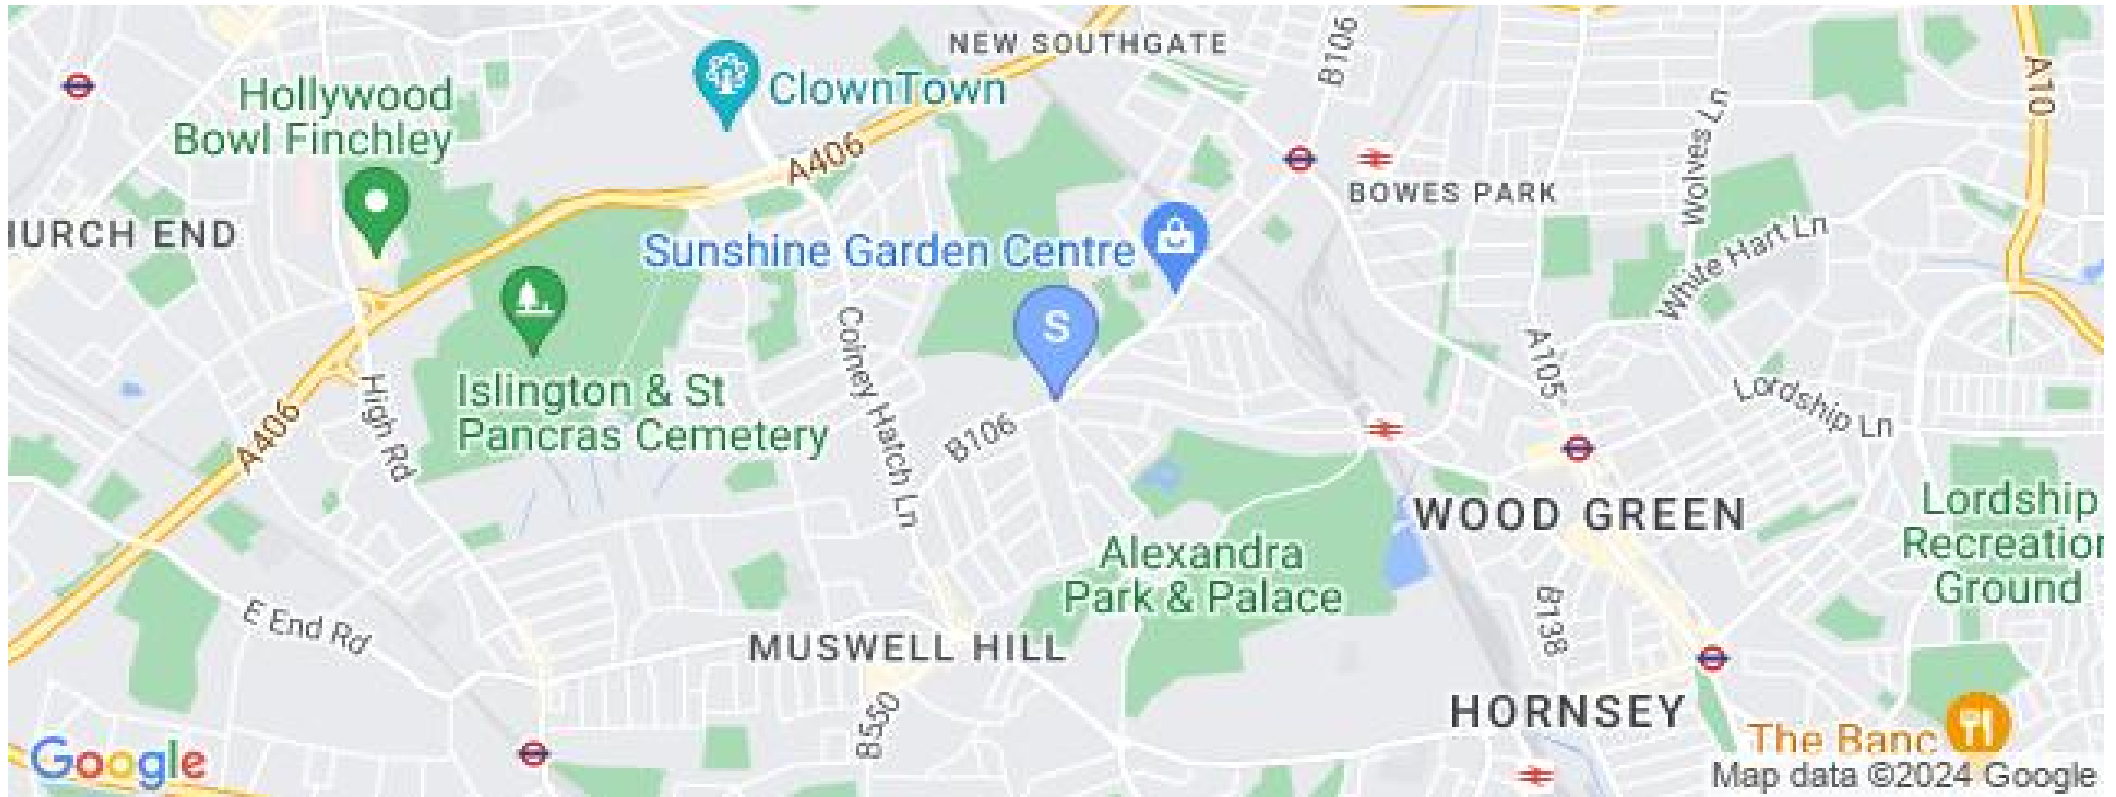 NEW SOUTHGATE
B106
Hollywood
Bowl Finchley
ClownTown
A406
A10
Wolves Ln
BOWES PARK
HURCH END
Sunshine Garden Centre
White Hart Ln
S
Colney Hatch Ln
A105
Islington & St
Pancras Cemetery
High Rd
A406
B106
Lordship Ln
WOOD GREEN
Lordship
Recreation
Ground
Alexandra
Park & Palace
E End Rd
B138
MUSWELL HILL
B550
HORNSEY
The Banc
Google
Map data ©2024 Google